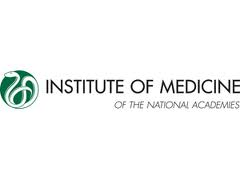 INSTITUTE OF MEDICINE
OF THE NATIONAL ACADEMIES